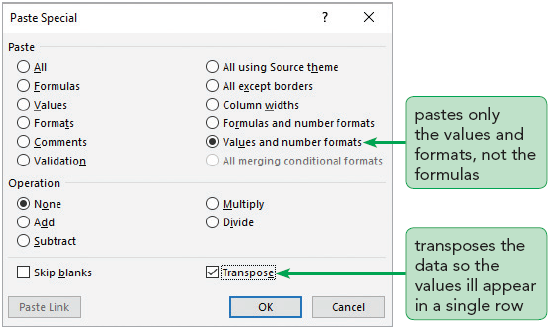 Paste Special
?
Paste
All
All using Source theme
Formulas
All except borders
Values
Column widths
Formats
Formulas and number formats
Comments
Values and number formats
Validation
All merging conditional formats
Operation
None
Multiply
Add
Divide
Subtract
Skip blanks
Transpose
Paste Link
OK
Cancel
pastes only
the values and
formats, not the
formulas
transposes the
data so the
values ill appear
in a single row